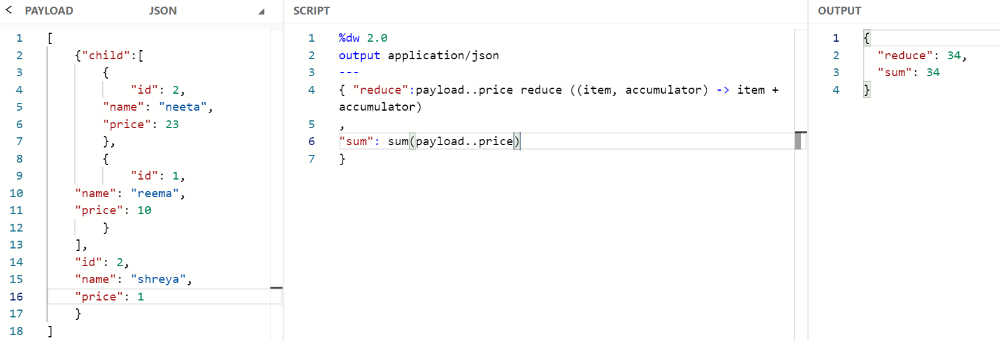 < PAYLOAD JSON
1 [
2 {"child":[
3 {
4 "id": 2,
5 "name": "neeta",
6 "price": 23
7 },
8 {
9 "id": 1,
10 "name": "reema",
11 "price": 10
12 }
13 ],
14 "id": 2,
15 "name": "shreya",
16 "price": 1
17 }
18 ]
SCRIPT
1 %dw 2.0
2 output application/json
3 ---
4 { "reduce":payload..price reduce ((item, accumulator) -> item +
accumulator)
5 ,
6 "sum": sum(payload..price)
7 }
OUTPUT
1 {
2 "reduce": 34,
3 "sum": 34
4 }